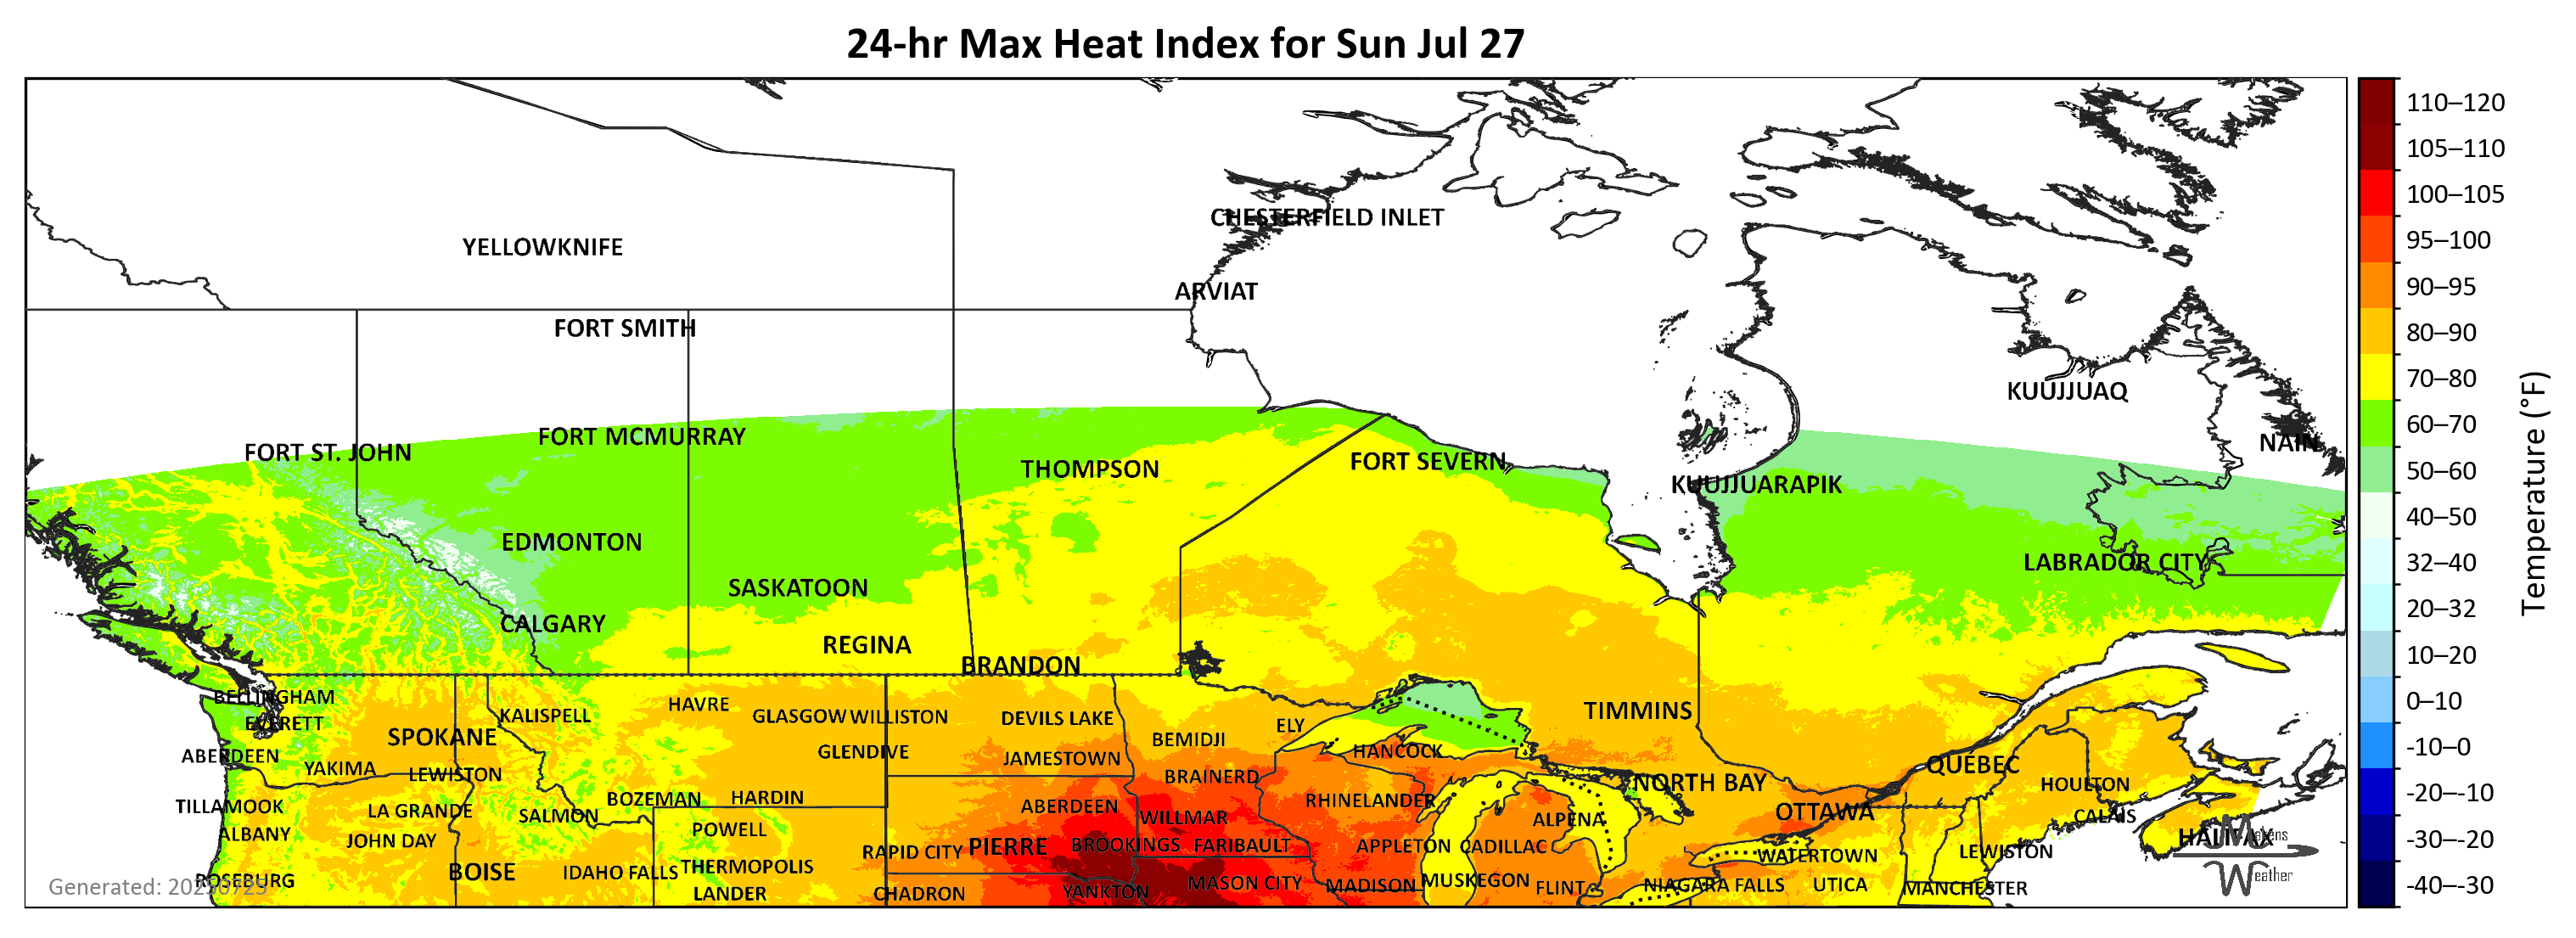 24-hr Max Heat Index for Sun Jul 27
CHESTERFIELD INLET
YELLOWKNIFE
ARVIAT
FORT SMITH
KUUJJUAQ
FORT MCMURRAY
NAIN
FORT ST. JOHN
FORT SEVERN
THOMPSON
KUUJJUARAPIK
EDMONTON
LABRADOR CITY
SASKATOON
CALGARY
REGINA
BRANDON
BELLINGHAM
HAVRE
TIMMINS
KALISPELL
GLASGOW WILLISTON
DEVILS LAKE
EVERETT
ELY
SPOKANE
BEMIDJI
GLENDIVE
HANCOCK
ABERDEEN
JAMESTOWN
QUÉBEC
YAKIMA
LEWISTON
BRAINERD
NORTH BAY
HOULTON
BOZEMAN
HARDIN
RHINELANDER
TILLAMOOK
LA GRANDE
ABERDEEN
SALMON
WILLMAR
OTTAWA
CALAIS
ALPENA
ALBANY
POWELL
JOHN DAY
HALIFAX
Makens
PIERRE
BROOKINGS
FARIBAULT
APPLETON
CADILLAC
RAPID CITY
WATERTOWN
LEWISTON
BOISE
IDAHO FALLS
THERMOPOLIS
Weather
ROSEBURG
MASON CITY
MADISON
MUSKEGON
FLINT
NIAGARA FALLS
UTICA
MANCHESTER
Generated: 20250725
LANDER
CHADRON
YANKTON
110–120
105–110
100–105
95–100
90–95
80–90
70–80
60–70
50–60
40–50
32–40
20–32
10–20
0–10
-10–0
-20–-10
-30–-20
-40–-30
Temperature (°F)